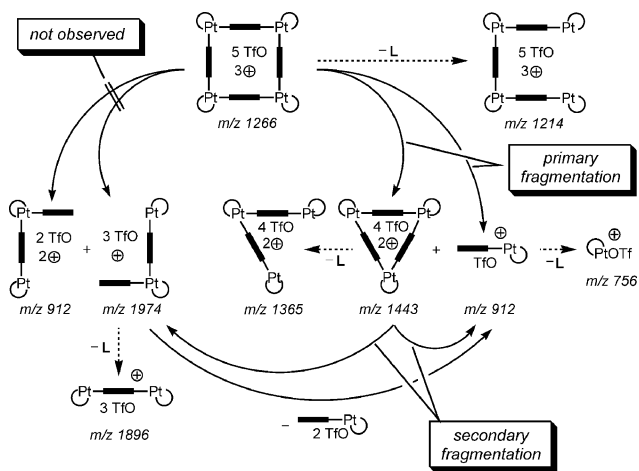 not observed
Pt Pt
5 TfO
3⊕
Pt Pt
m/z 1266
–L
Pt Pt
5 TfO
3⊕
Pt Pt
m/z 1214
primary
fragmentation
Pt
2 TfO
2⊕
Pt
m/z 912
+
Pt
3 TfO
⊕
Pt
m/z 1974
Pt Pt
4 TfO
2⊕
Pt
m/z 1365
–L
Pt Pt
4 TfO
2⊕
Pt
m/z 1443
+
⊕
Pt
TfO
m/z 912
–L
⊕
PtOTf
m/z 756
–L
⊕
Pt Pt
3 TfO
m/z 1896
– Pt
2 TfO
secondary
fragmentation